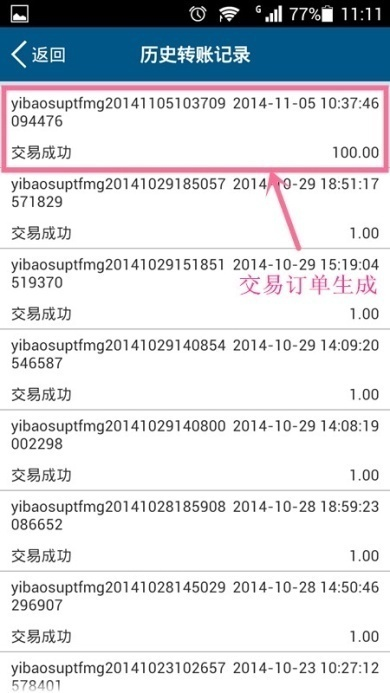 G 77% 11:11
返回 历史转账记录
yibaosuptfmg20141105103709 2014-11-05 10:37:46
094476
交易成功 100.00
yibaosuptfmg20141029185057 2014-10-29 18:51:17
571829
交易成功 1.00
yibaosuptfmg20141029151851 2014-10-29 15:19:04
519370
交易订单生成
交易成功 1.00
yibaosuptfmg20141029140854 2014-10-29 14:09:20
546587
交易成功 1.00
yibaosuptfmg20141029140800 2014-10-29 14:08:19
002298
交易成功 1.00
yibaosuptfmg20141028185908 2014-10-28 18:59:23
086652
交易成功 1.00
yibaosuptfmg20141028145029 2014-10-28 14:50:46
296907
交易成功 1.00
yibaosuptfmg20141023102657 2014-10-23 10:27:12
578401